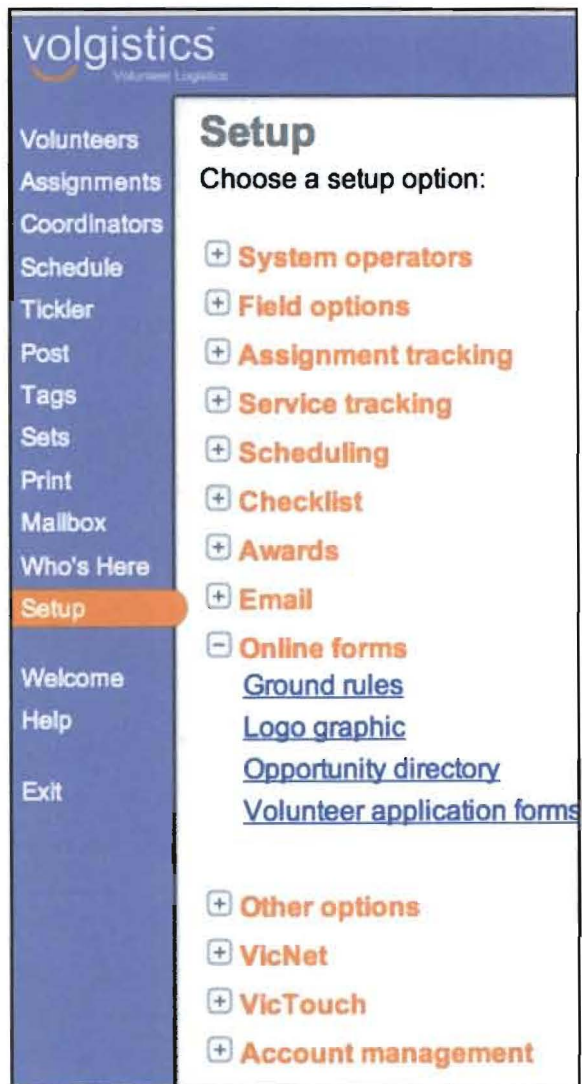 volgistics
Volunteer Logistics
Volunteers
Assignments
Coordinators
Schedule
Tickler
Post
Tags
Sets
Print
Mailbox
Who's Here
Setup
Welcome
Help
Exit
Setup
Choose a setup option:
System operators
Field options
Assignment tracking
Service tracking
Scheduling
Checklist
Awards
Email
Online forms
Ground rules
Logo graphic
Opportunity directory
Volunteer application forms
Other options
VicNet
VicTouch
Account management